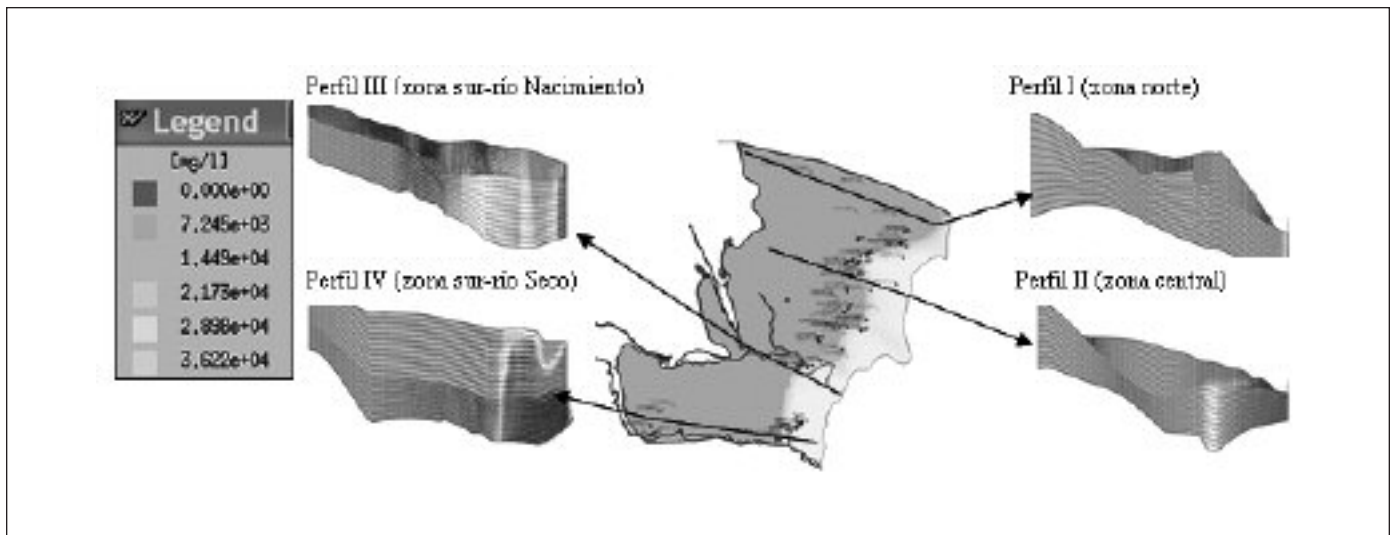 Perfil III (zona sur-río Nacimiento)
Perfil I (zona norte)
Legend
[mg/l]
0,000e+00
7,245e+03
1,449e+04
2,173e+04
2,898e+04
3,622e+04
Perfil IV (zona sur-río Seco)
Perfil II (zona central)